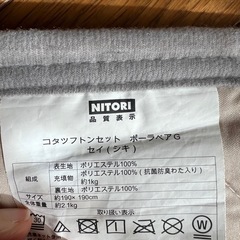 NITORI
品質表示
コタツフトンセット ポーラベアG
セイ(シキ)
表生地 ポリエステル100%
組成 充填物 ポリエステル100%(抗菌防臭わた入り)
約1kg
裏生地 ポリエステル100%
サイズ 約190×190cm
重量 約2.1kg
取り扱い表示